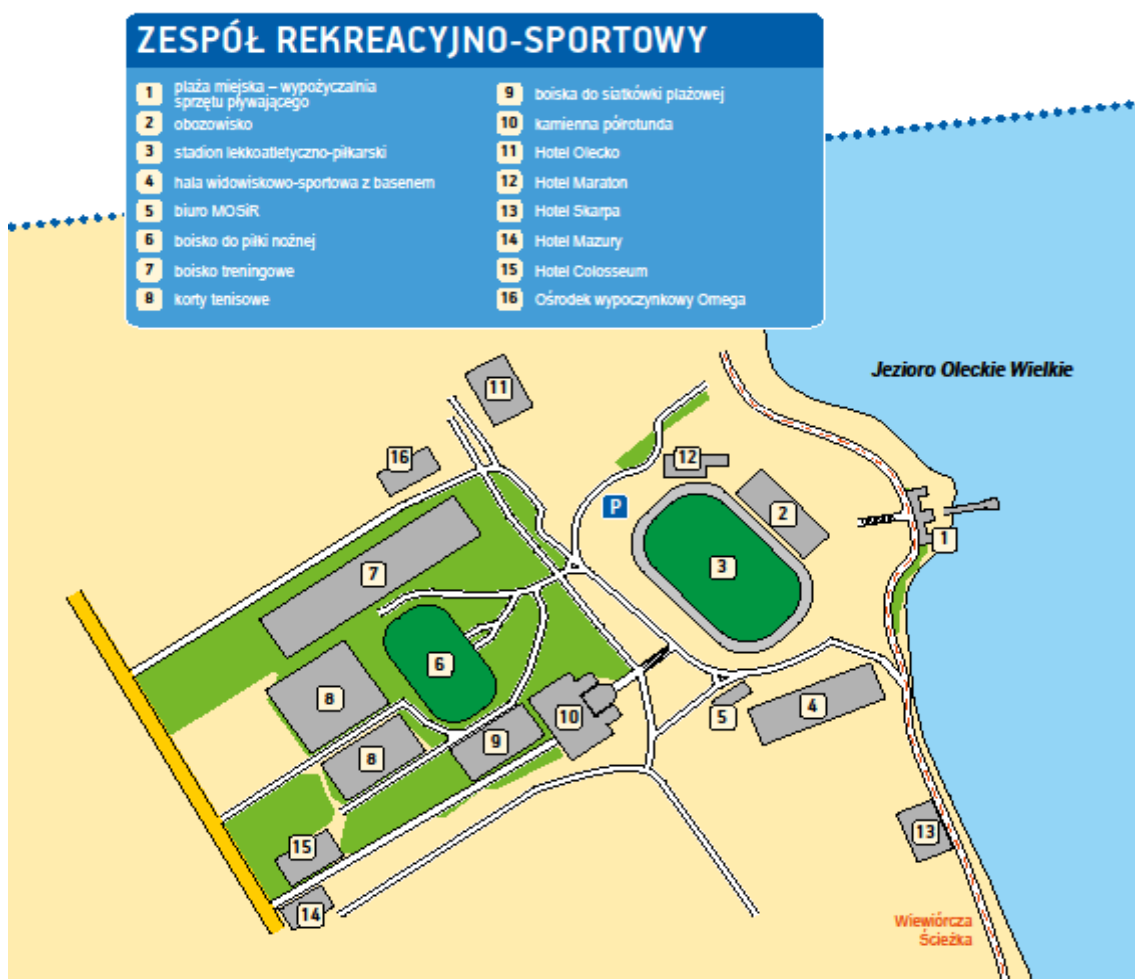 ZESPÓŁ REKREACYJNO-SPORTOWY
1 plaża miejska – wypożyczalnia
sprzętu pływającego
2 obozowisko
3 stadion lekkoatletyczno-piłkarski
4 hala widowiskowo-sportowa z basenem
5 biuro MOSiR
6 boisko do piłki nożnej
7 boisko treningowe
8 korty tenisowe
9 boiska do siatkówki plażowej
10 kamienna półrotunda
11 Hotel Olecko
12 Hotel Maraton
13 Hotel Skarpa
14 Hotel Mazury
15 Hotel Colosseum
16 Ośrodek wypoczynkowy Omega
Jezioro Oleckie Wielkie
11
16
12
P
2
1
7
3
6
8
4
5
10
9
8
13
15
14
Wiewiórcza
Ścieżka